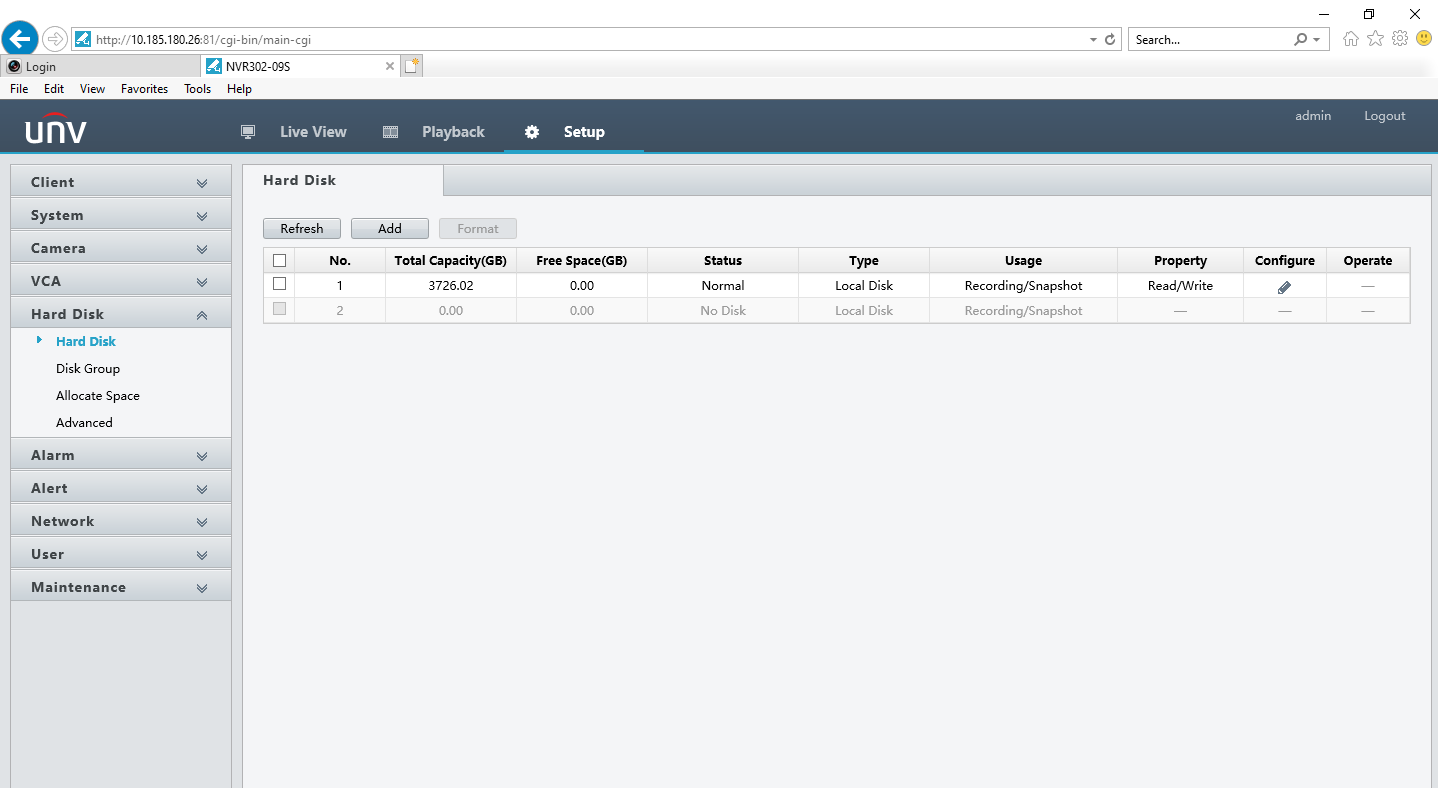 http://10.185.180.26:81/cgi-bin/main-cgi
Search...
Login
NVR302-09S
File Edit View Favorites Tools Help
unv
Live View
Playback
Setup
admin
Logout
Client
System
Camera
VCA
Hard Disk
Hard Disk
Disk Group
Allocate Space
Advanced
Alarm
Alert
Network
User
Maintenance
Hard Disk
Refresh Add Format
No. Total Capacity(GB) Free Space(GB) Status Type Usage Property Configure Operate
1 3726.02 0.00 Normal Local Disk Recording/Snapshot Read/Write —
2 0.00 0.00 No Disk Local Disk Recording/Snapshot — — —